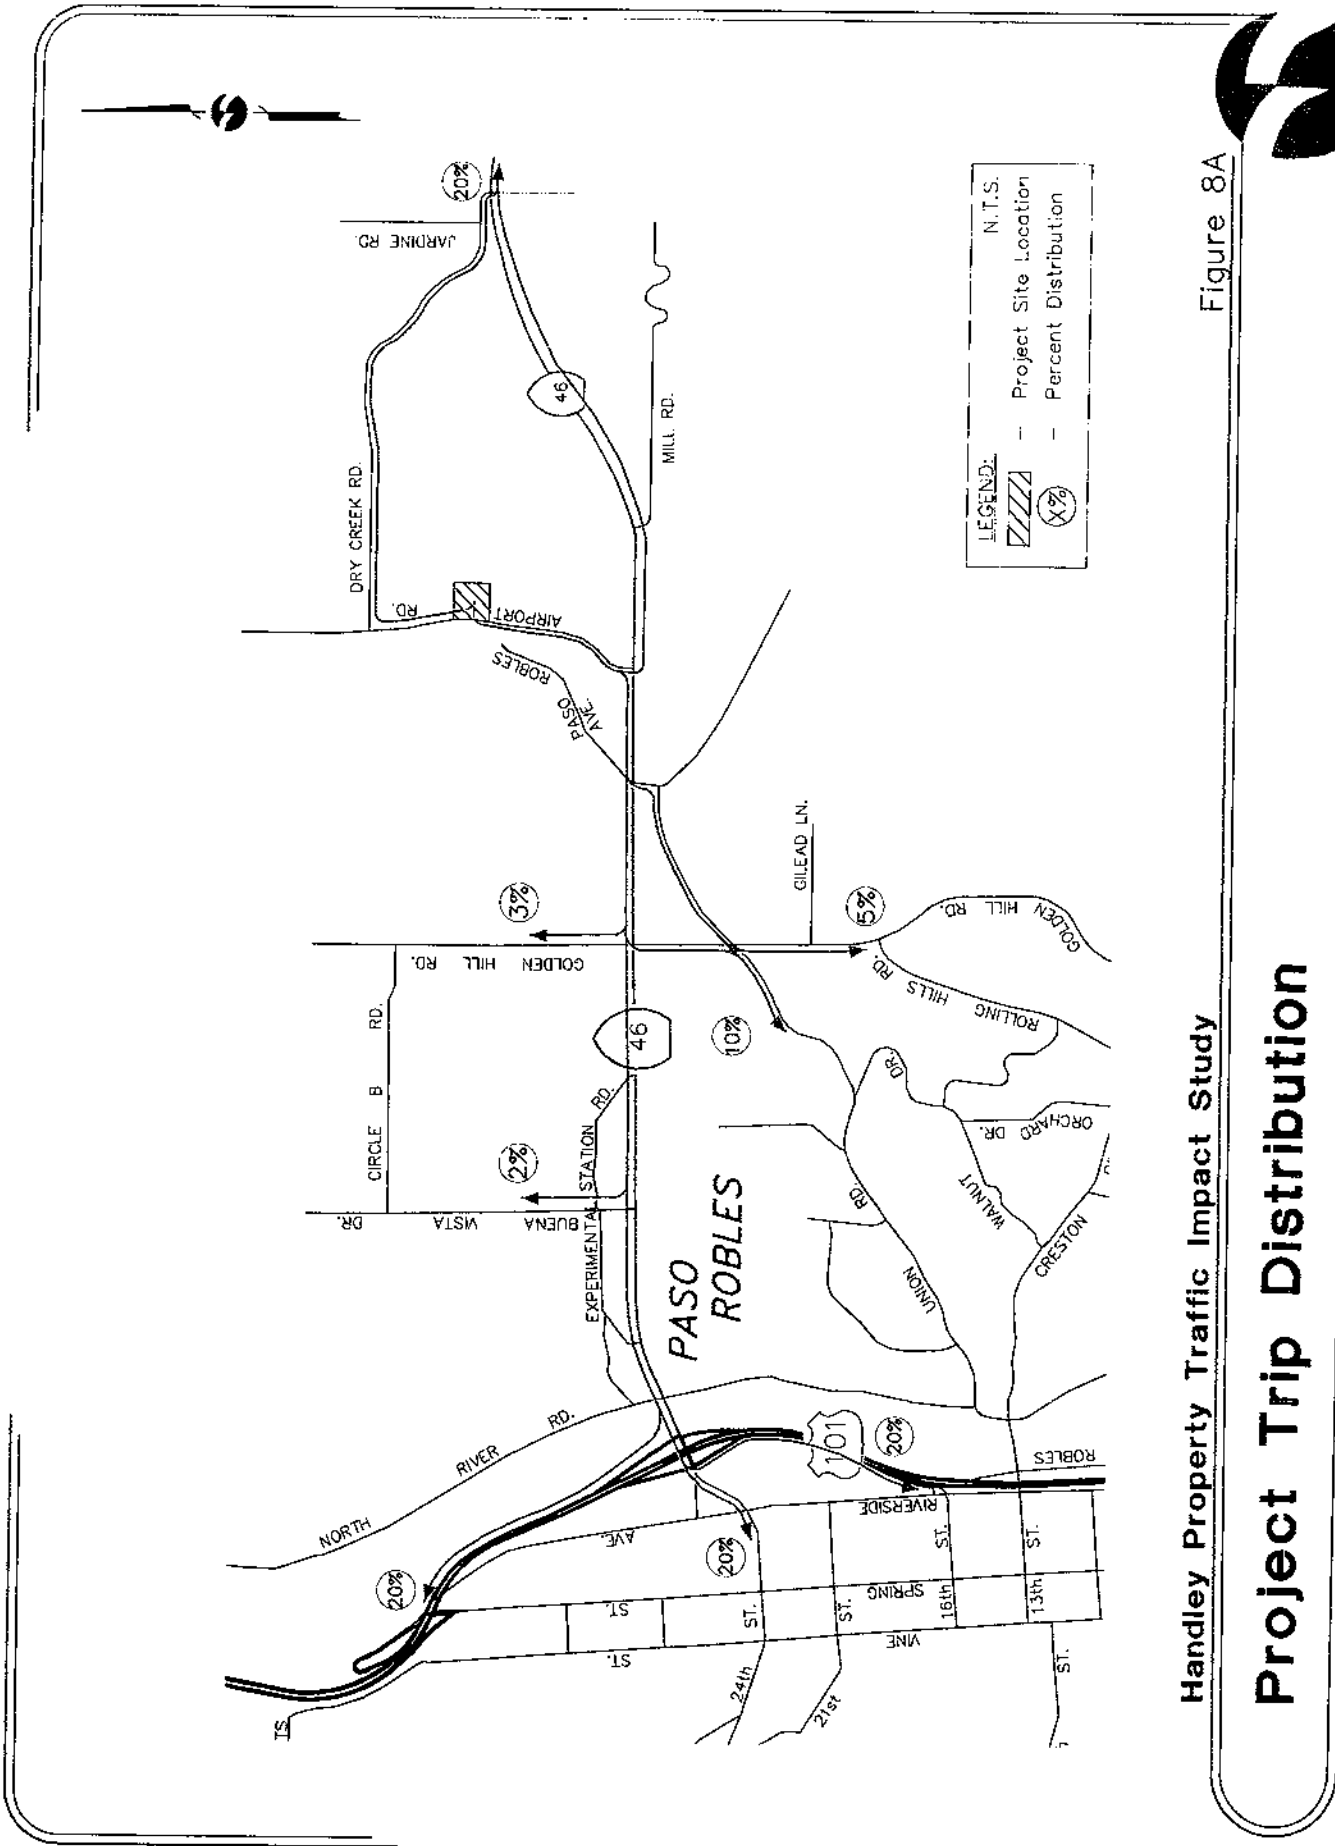 20%
JARDINE RD.
DRY CREEK RD.
46
MILL RD.
AIRPORT
RD.
PASO
ROBLES
AVE.
3%
GOLDEN HILL RD.
CIRCLE B RD.
46
GILEAD LN.
5%
GOLDEN HILL RD.
ROLLING
HILLS
RD.
10%
2%
BUENA
VISTA
DR.
EXPERIMENTAL STATION RD.
PASO
ROBLES
UNION
RD.
WALNUT
DR.
ORCHARD DR.
CRESTON
NORTH
RIVER
RD.
101
20%
20%
20%
RIVERSIDE
AVE.
ROBLES
SPRING
ST.
VINE
ST.
24th
ST.
21st
ST.
16th
ST.
13th
ST.
ST.
LEGEND:
N.T.S.
- Project Site Location
X%
- Percent Distribution
Figure 8A
Handley Property Traffic Impact Study
Project Trip Distribution